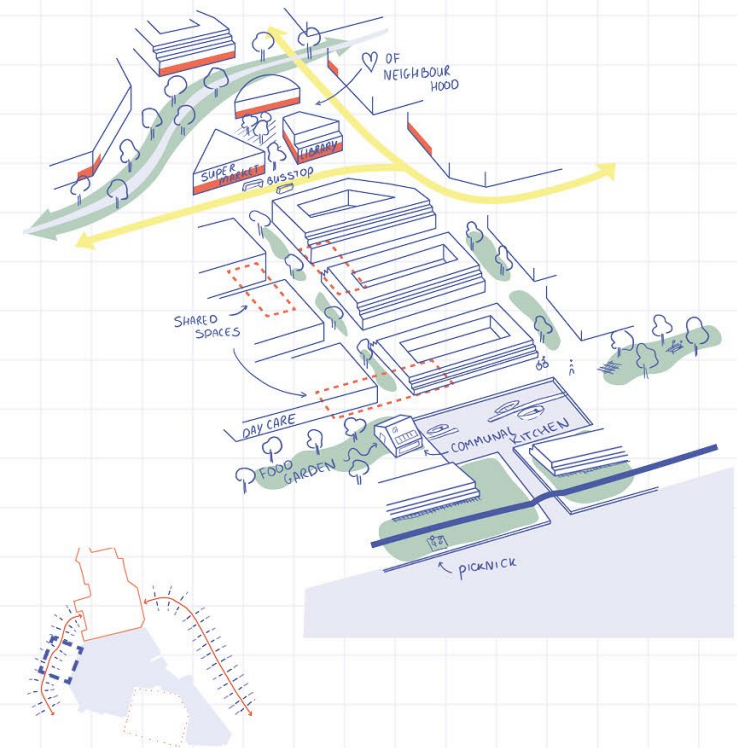 ♡ OF
NEIGHBOUR
HOOD
LIBRARY
SUPER
MARKET
BUSSTOP
SHARED
SPACES
DAY CARE
COMMUNAL KITCHEN
FOOD
GARDEN
PICKNICK